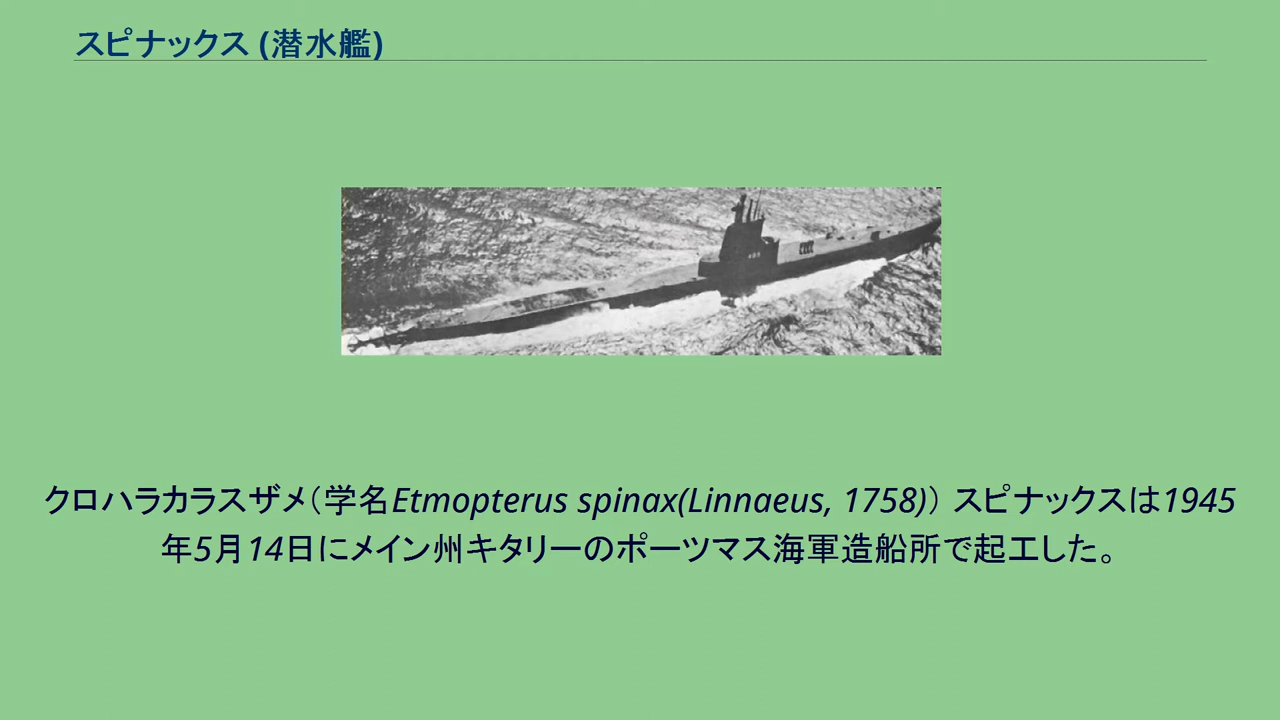 スピナックス (潜水艦)
クロハラカラスザメ（学名Etmopterus spinax(Linnaeus, 1758)） スピナックスは1945
年5月14日にメイン州キタリーのポーツマス海軍造船所で起工した。